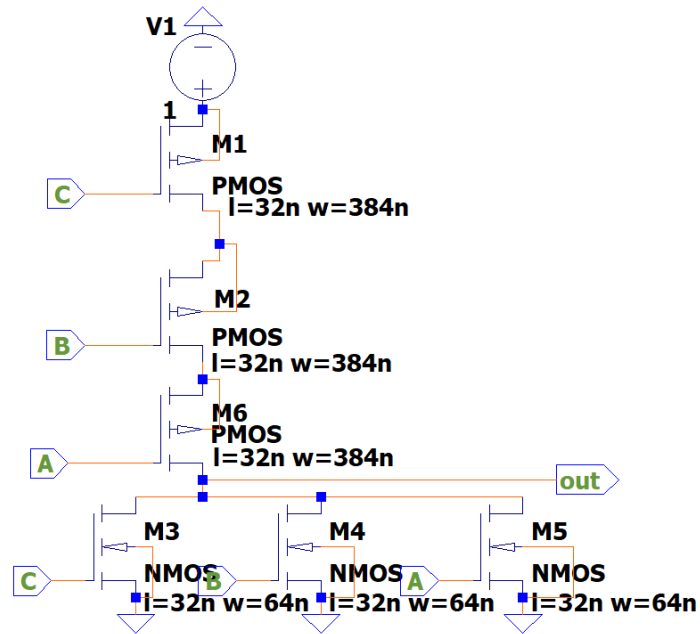 V1
1
M1
C
PMOS
l=32n w=384n
M2
B
PMOS
l=32n w=384n
M6
PMOS
A
l=32n w=384n
out
M3
M4
M5
C
NMOS
B
NMOS
A
NMOS
l=32n w=64n
l=32n w=64n
l=32n w=64n